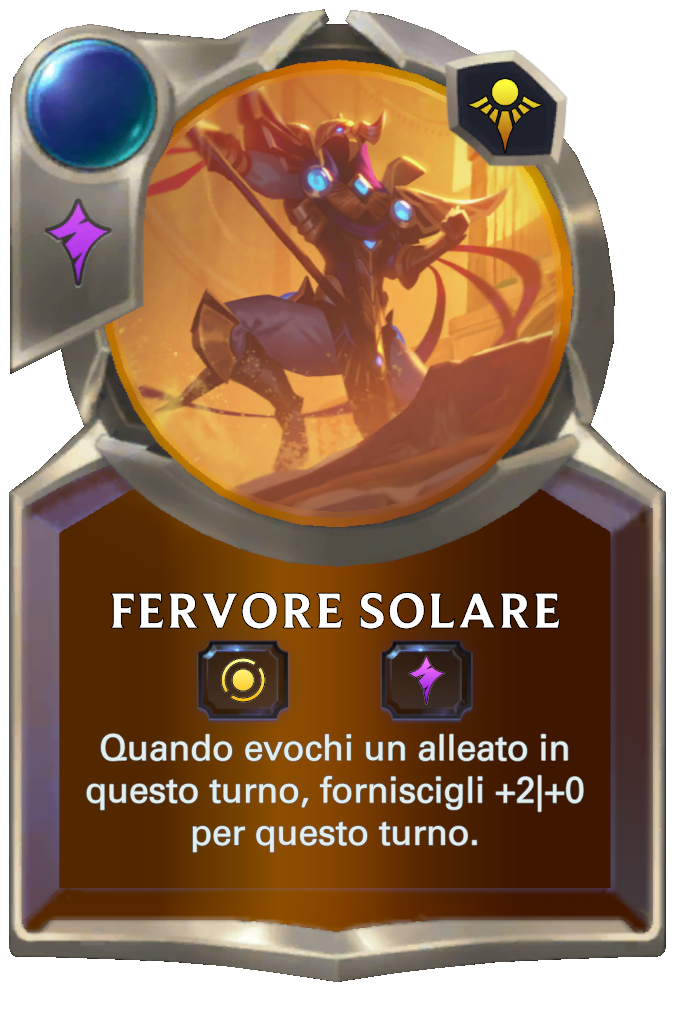 FERVORE SOLARE
Quando evochi un alleato in
questo turno, forniscigli +2|+0
per questo turno.